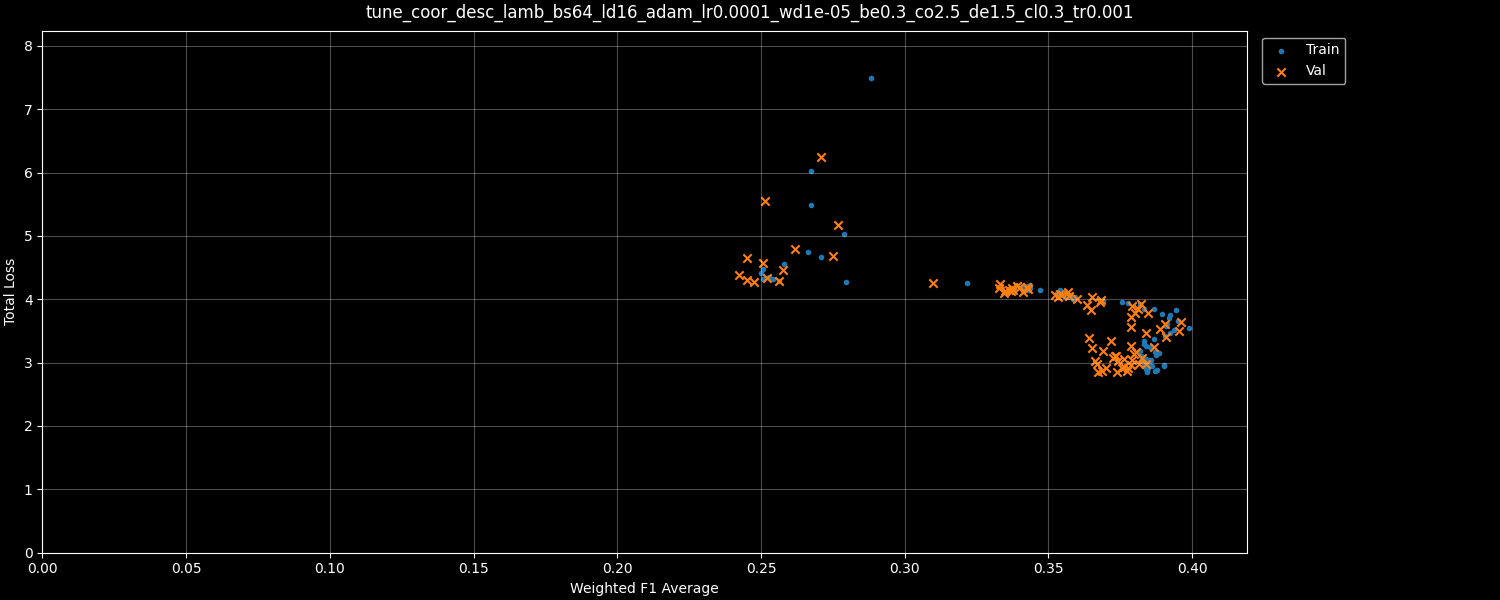 tune_coor_desc_lamb_bs64_ld16_adam_lr0.0001_wd1e-05_be0.3_co2.5_de1.5_cl0.3_tr0.001
Train
Val
8
7
6
5
4
3
2
1
0
Total Loss
0.00 0.05 0.10 0.15 0.20 0.25 0.30 0.35 0.40
Weighted F1 Average